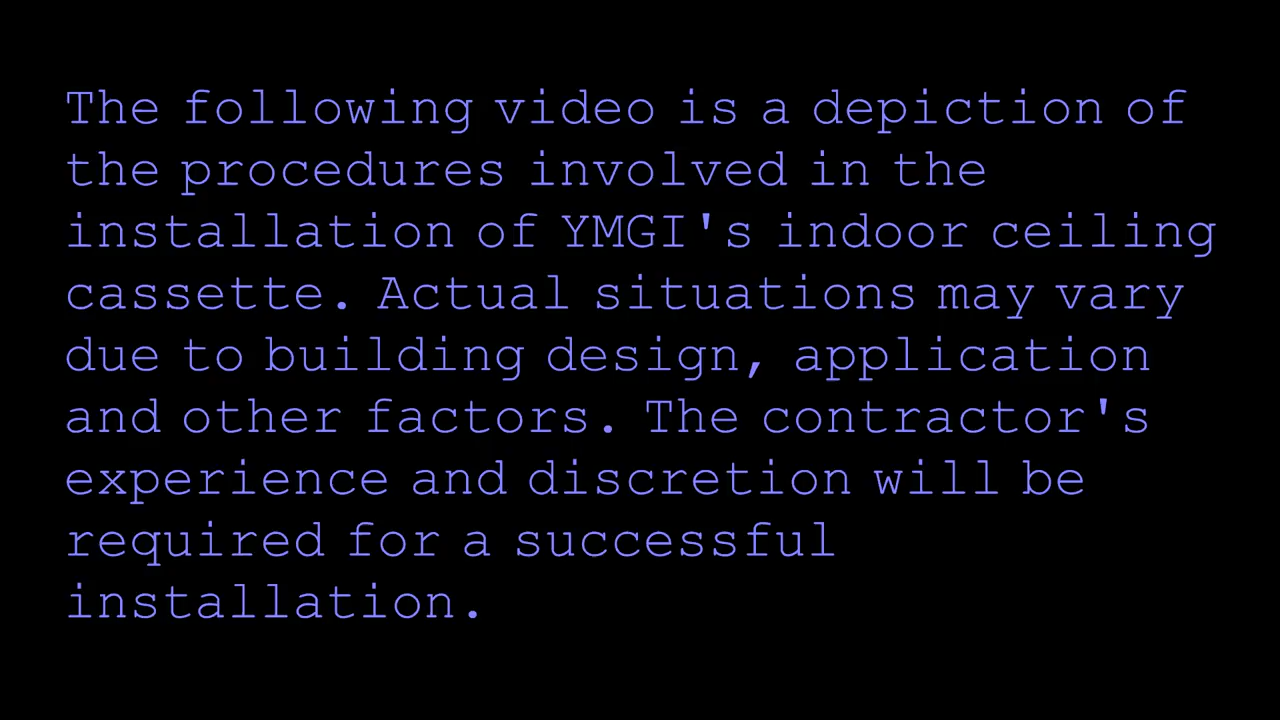 The following video is a depiction of
the procedures involved in the
installation of YMGI's indoor ceiling
cassette. Actual situations may vary
due to building design, application
and other factors. The contractor's
experience and discretion will be
required for a successful
installation.